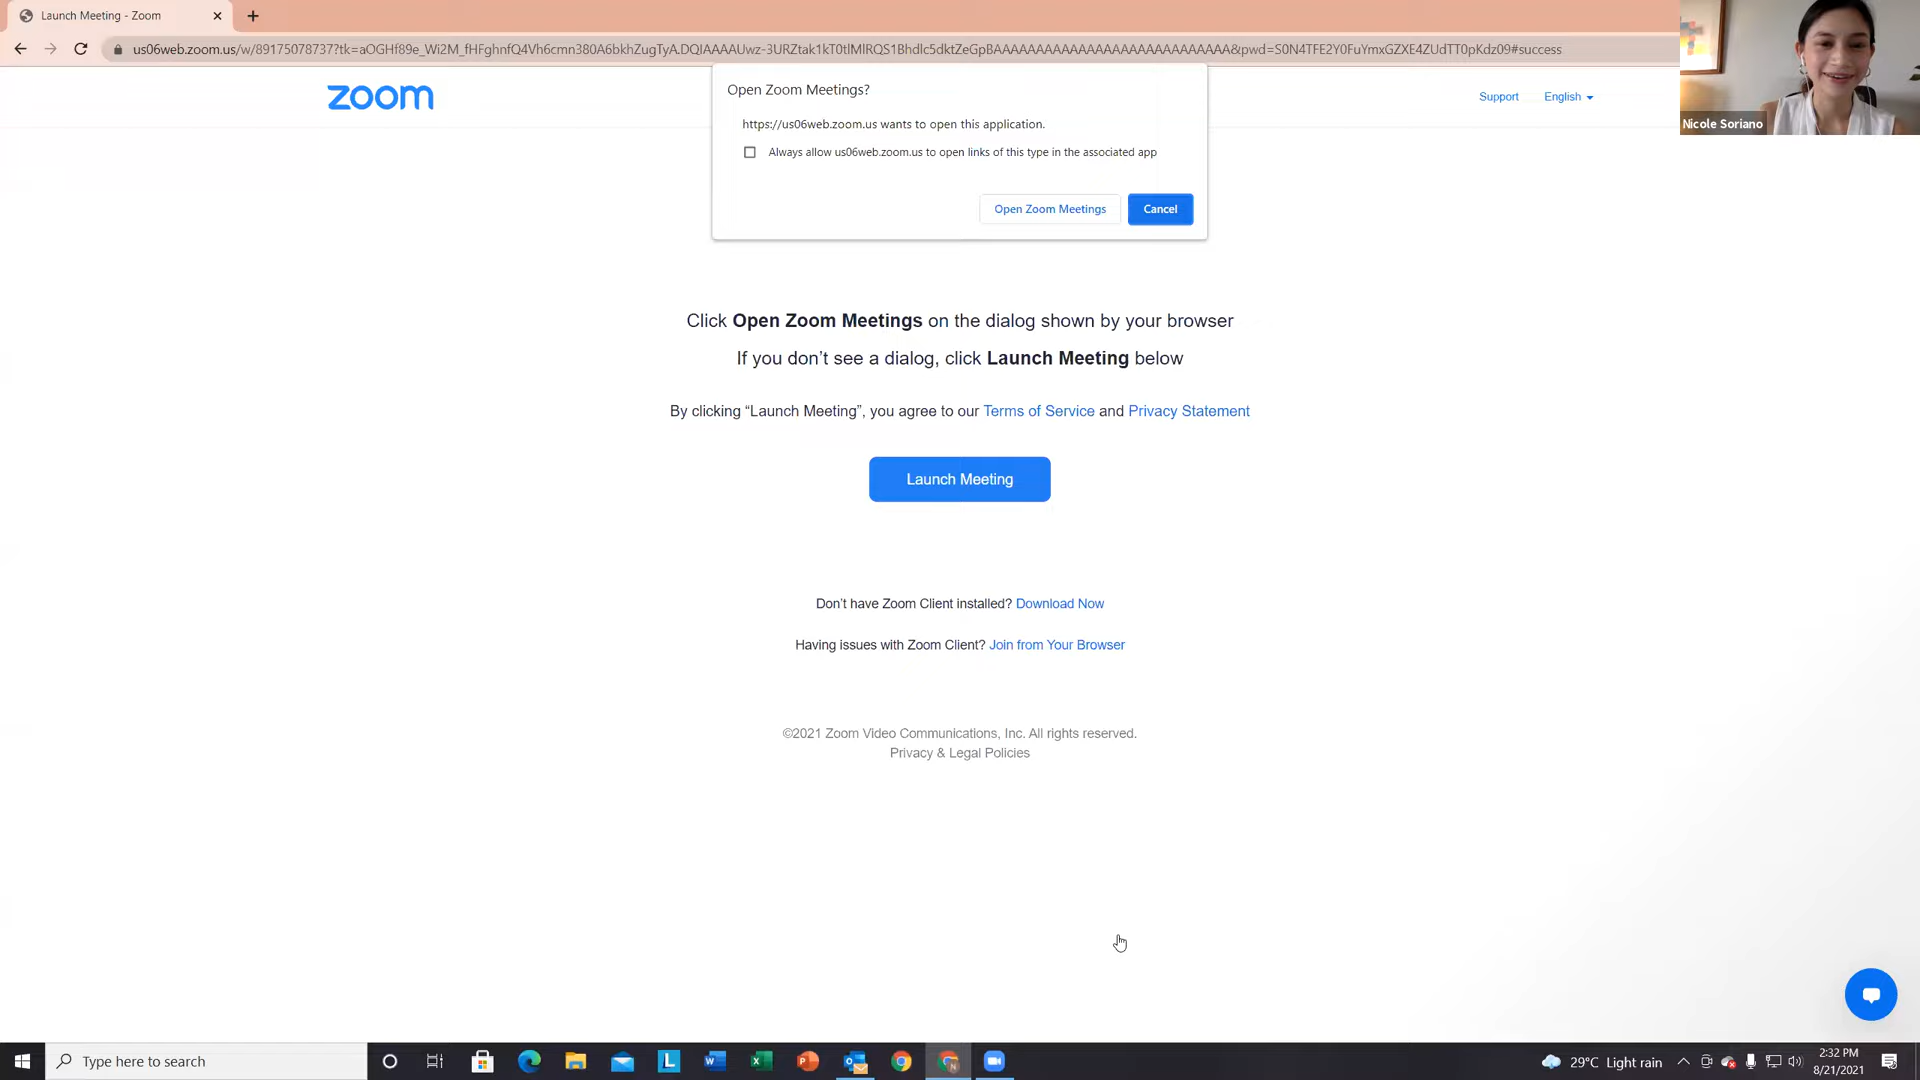 Launch Meeting - Zoom
us06web.zoom.us/w/89175078737?tk=aOGHf89e_Wi2M_fHFghnfQ4Vh6cmn380A6bkhZugTyA.DQIAAAAUwz-3URZtak1kT0tlMlRQS1Bhdlc5dktZeGpBAAAAAAAAAAAAAAAAAAAAAAAAAAAA&pwd=S0N4TFE2Y0FuYmxGZXE4ZUdTT0pKdz09#success
zoom
Support
English
Nicole Soriano
Open Zoom Meetings?
https://us06web.zoom.us wants to open this application.
Always allow us06web.zoom.us to open links of this type in the associated app
Open Zoom Meetings
Cancel
Click Open Zoom Meetings on the dialog shown by your browser
If you don’t see a dialog, click Launch Meeting below
By clicking “Launch Meeting”, you agree to our Terms of Service and Privacy Statement
Launch Meeting
Don’t have Zoom Client installed? Download Now
Having issues with Zoom Client? Join from Your Browser
©2021 Zoom Video Communications, Inc. All rights reserved.
Privacy & Legal Policies
Type here to search
29°C Light rain
2:32 PM
8/21/2021